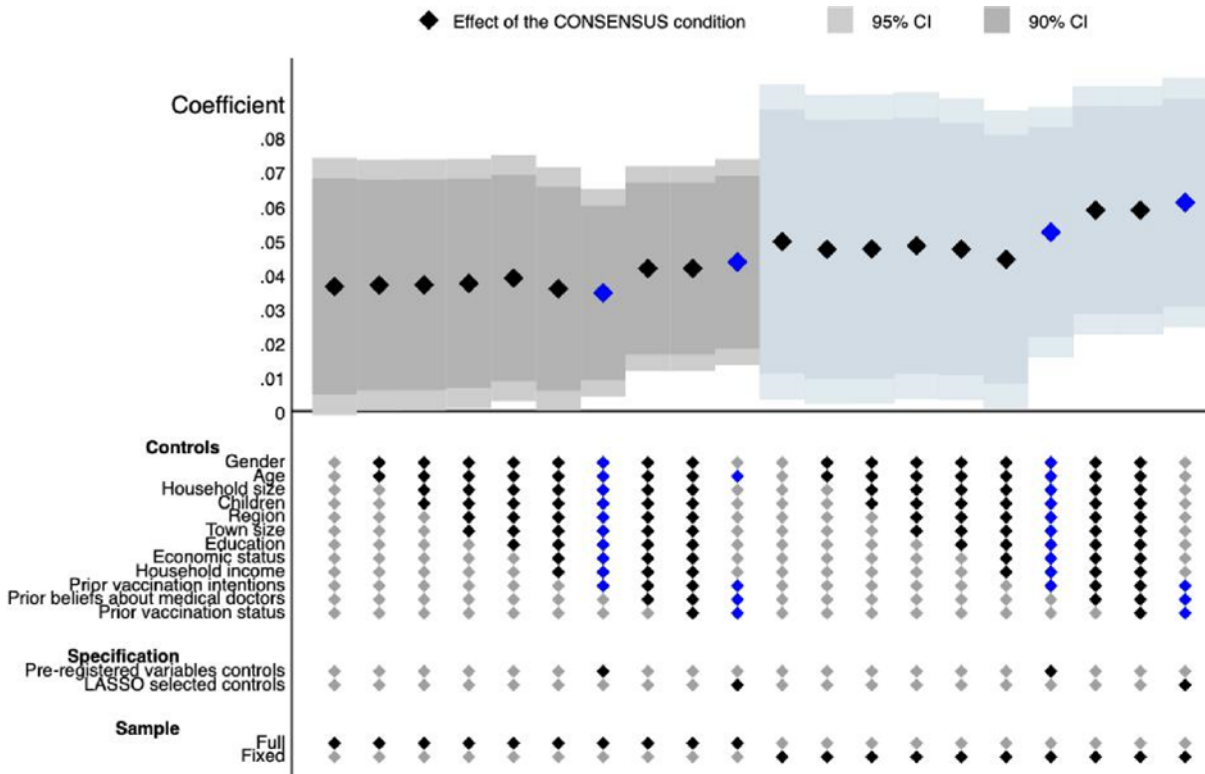 Effect of the CONSENSUS condition 95% CI 90% CI
Coefficient
.08
.07
.06
.05
.04
.03
.02
.01
0
Controls
Gender
Age
Household size
Children
Region
Town size
Education
Economic status
Household income
Prior vaccination intentions
Prior beliefs about medical doctors
Prior vaccination status
Specification
Pre-registered variables controls
LASSO selected controls
Sample
Full
Fixed